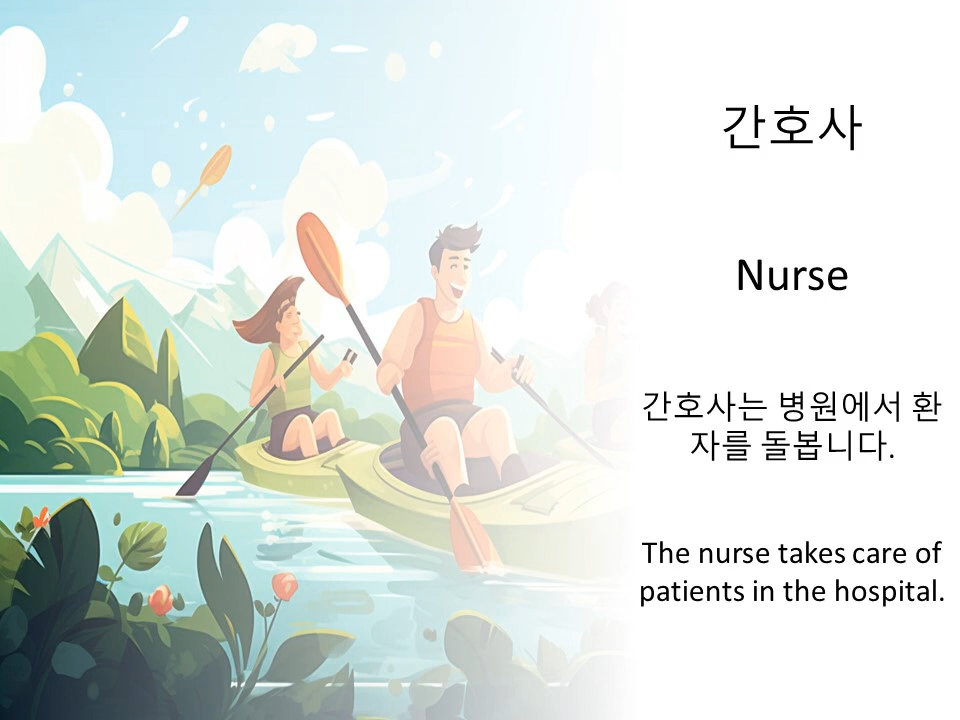 간호사
Nurse
간호사는 병원에서 환
자를 돌봅니다.
The nurse takes care of
patients in the hospital.